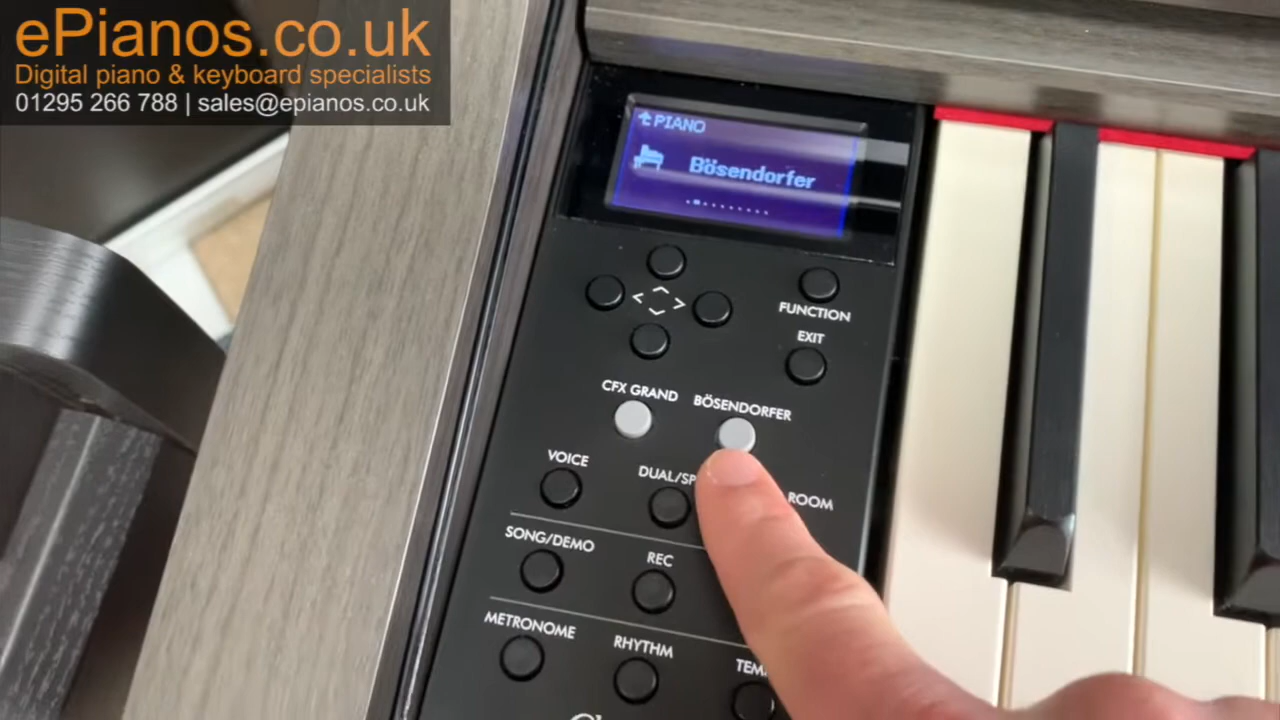 ePianos.co.uk
Digital piano & keyboard specialists
01295 266 788 | sales@epianos.co.uk
PIANO
Bösendorfer
FUNCTION
EXIT
CFX GRAND
BÖSENDORFER
VOICE
ROOM
SONG/DEMO
REC
METRONOME
RHYTHM